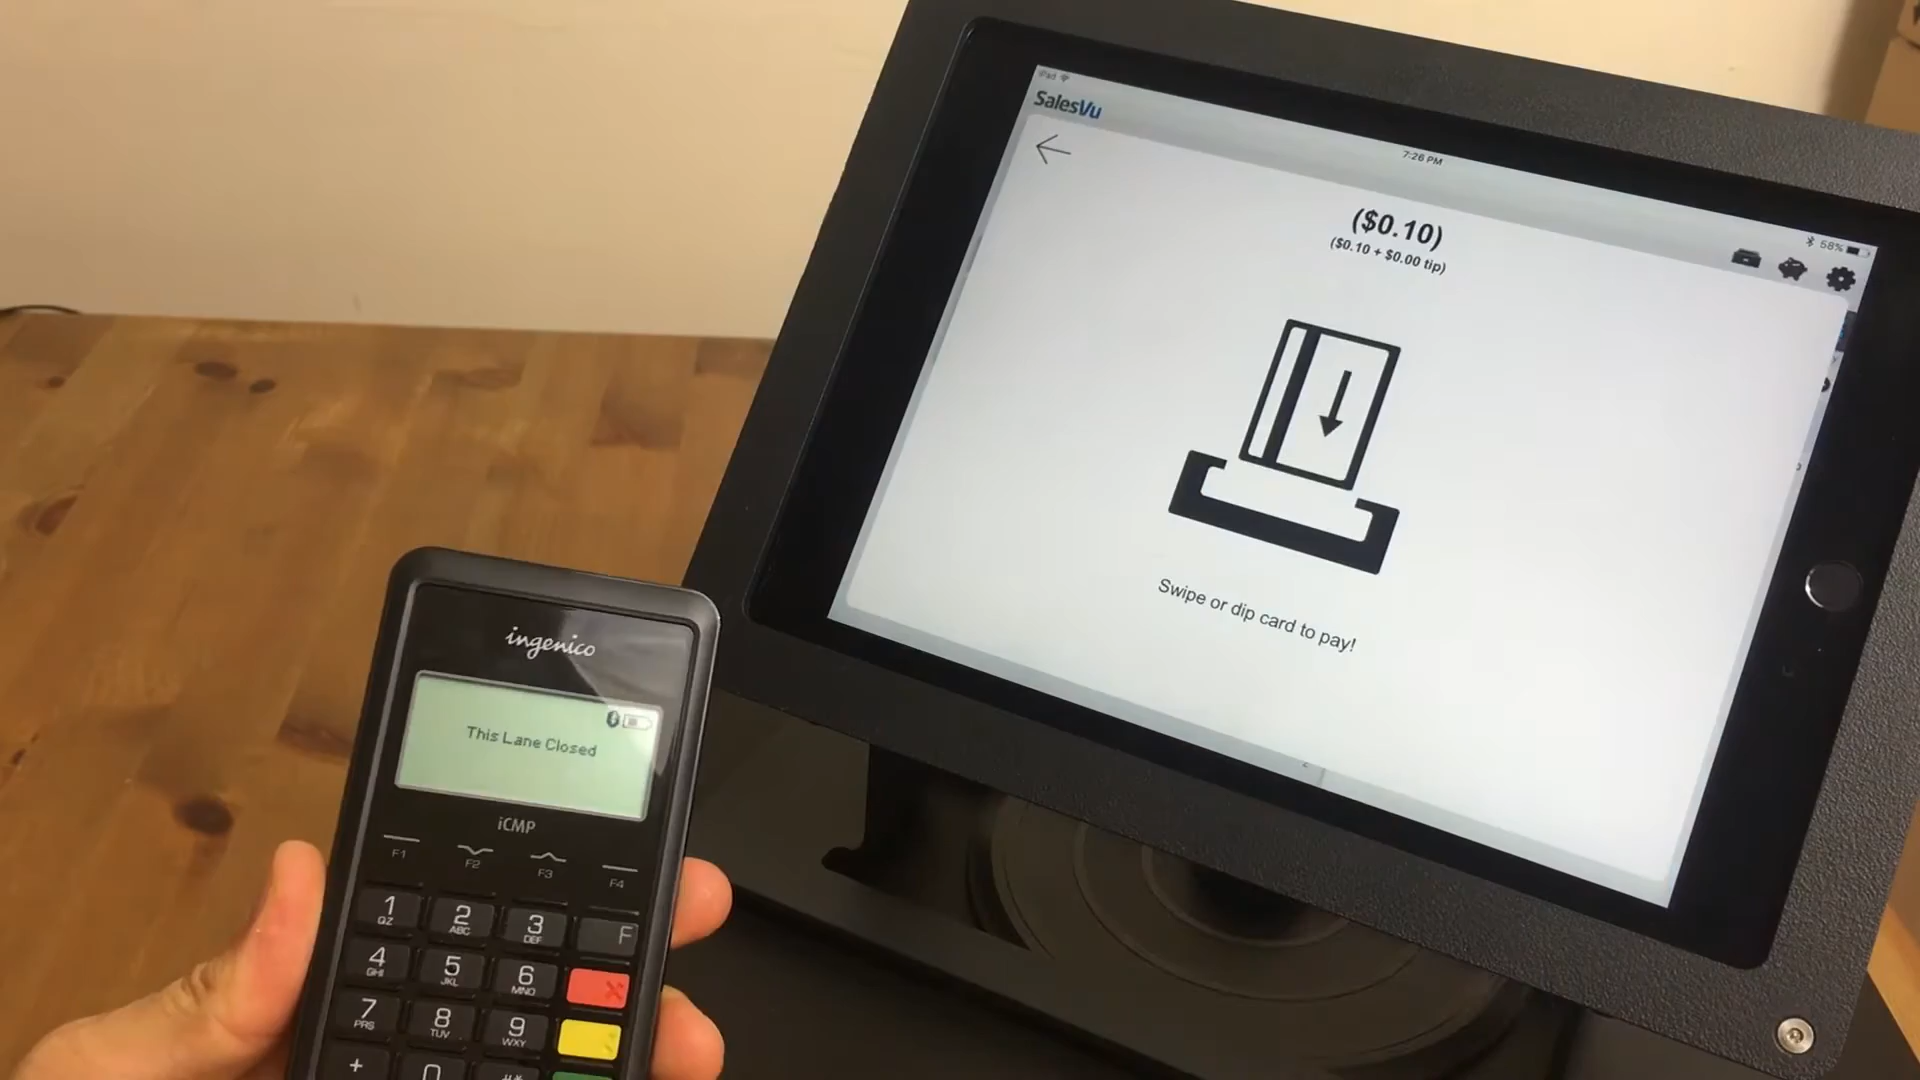 iPad
SalesVu
7:26 PM
58%
($0.10)
($0.10 + $0.00 tip)
Swipe or dip card to pay!
ingenico
This Lane Closed
iCMP
F1
F2
F3
F4
1
QZ
2
ABC
3
DEF
F
4
GHI
5
JKL
6
MNO
7
PRS
8
TUV
9
WXY
+
0